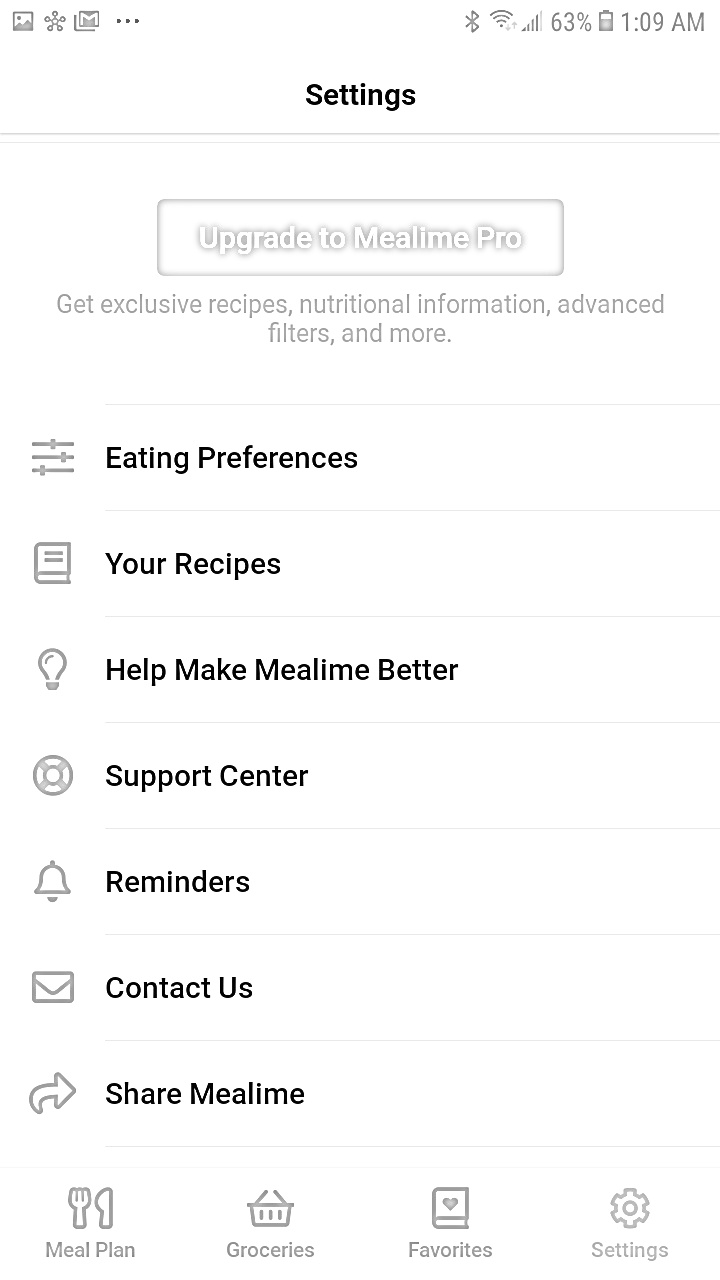 63% 1:09 AM
Settings
Upgrade to Mealime Pro
Get exclusive recipes, nutritional information, advanced
filters, and more.
Eating Preferences
Your Recipes
Help Make Mealime Better
Support Center
Reminders
Contact Us
Share Mealime
Meal Plan Groceries Favorites Settings